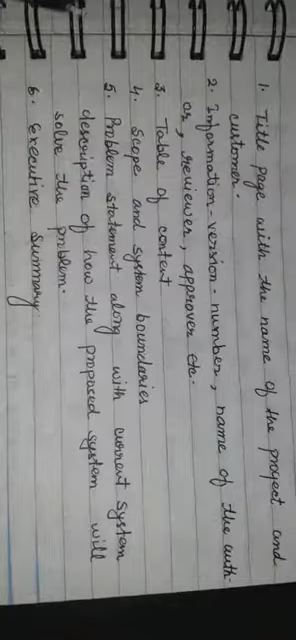 1. Title page with the name of the project and
customer.
2. Information - version - number, name of the auth-
or, reviewer, approver etc.
3. Table of content
4. Scope and system boundaries
5. Problem statement along with current system
description of how the proposed system will
solve the problem.
6. Executive Summary.